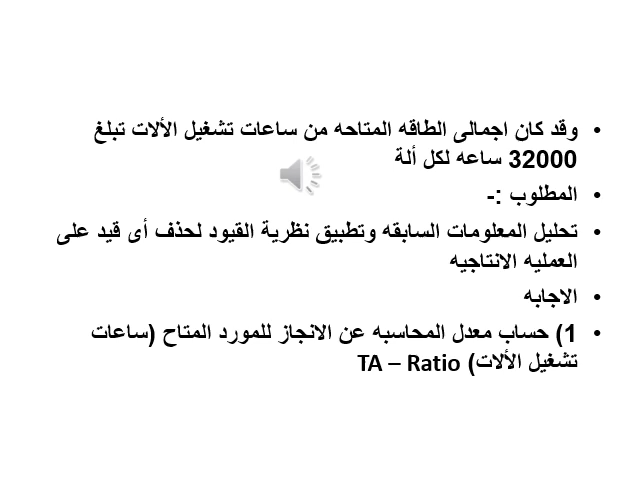 • وقد كان اجمالى الطاقه المتاحه من ساعات تشغيل الألات تبلغ
32000 ساعه لكل ألة
• المطلوب :-
• تحليل المعلومات السابقه وتطبيق نظرية القيود لحذف أى قيد على
العمليه الانتاجيه
• الاجابه
• 1) حساب معدل المحاسبه عن الانجاز للمورد المتاح (ساعات
تشغيل الألات) TA – Ratio